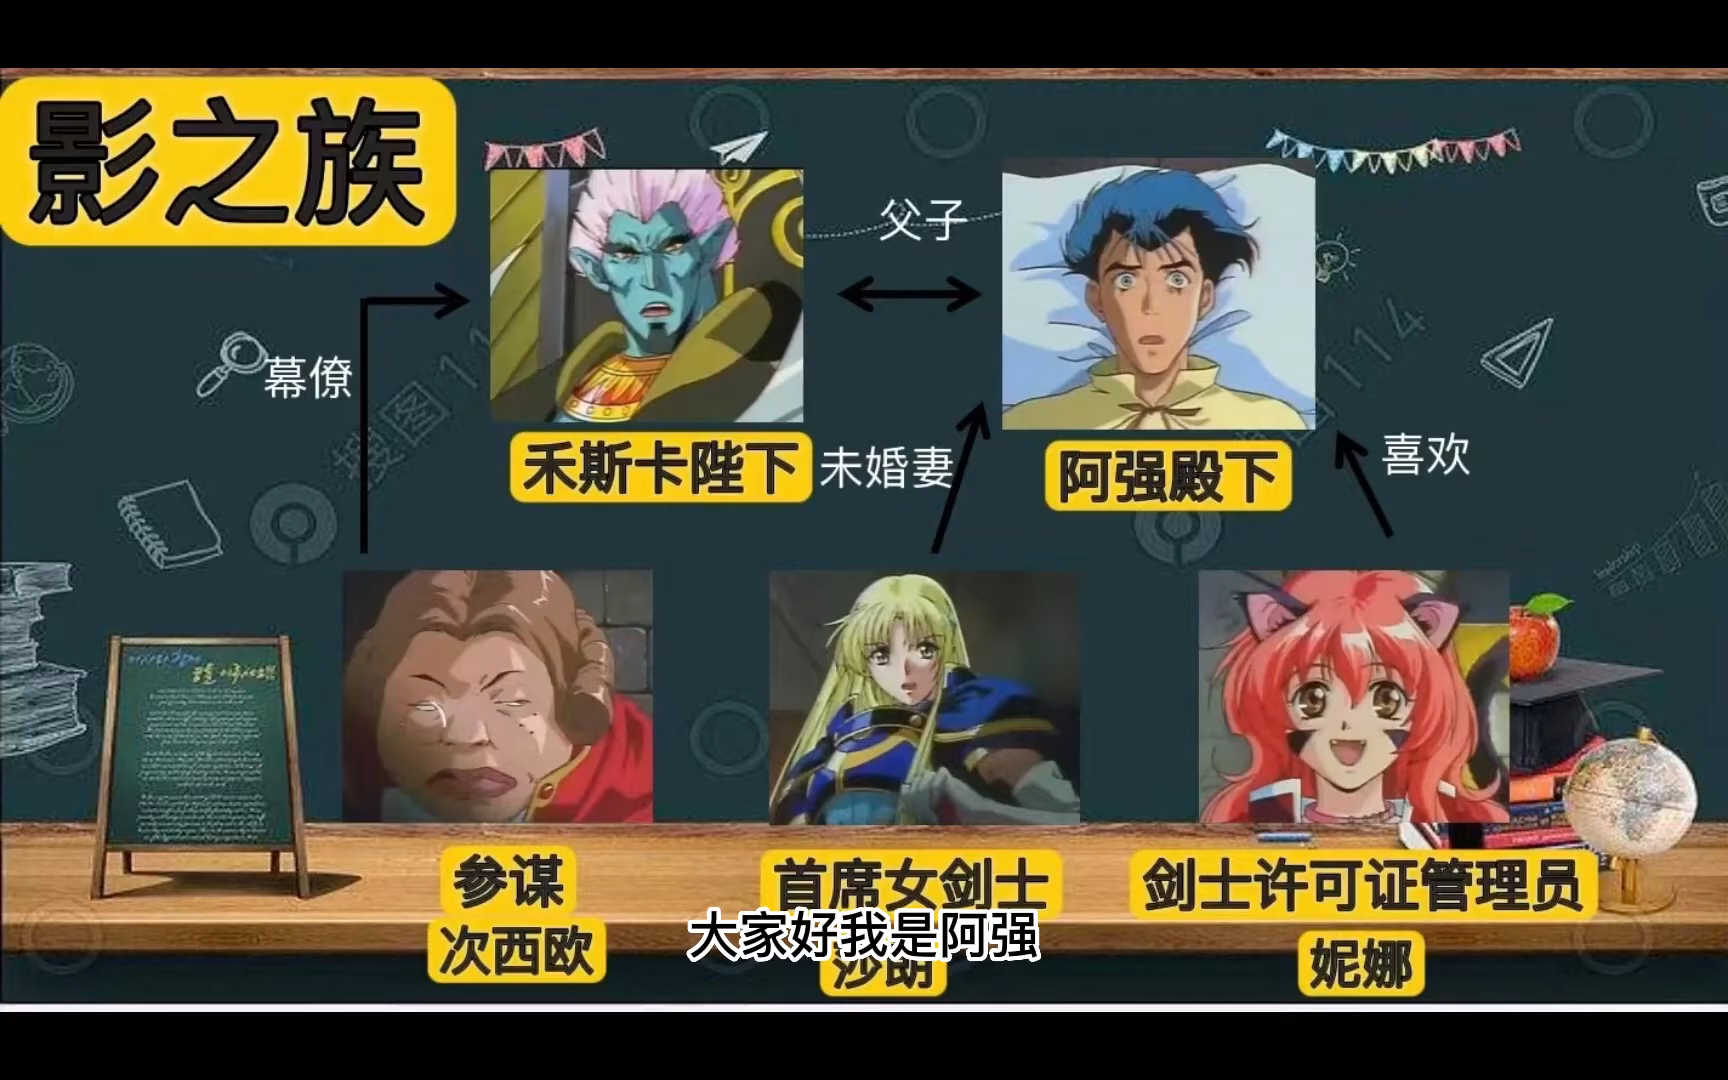 影之族
父子
幕僚
禾斯卡陛下
未婚妻
阿强殿下
喜欢
参谋
次西欧
首席女剑士
沙朗
剑士许可证管理员
妮娜
大家好我是阿强